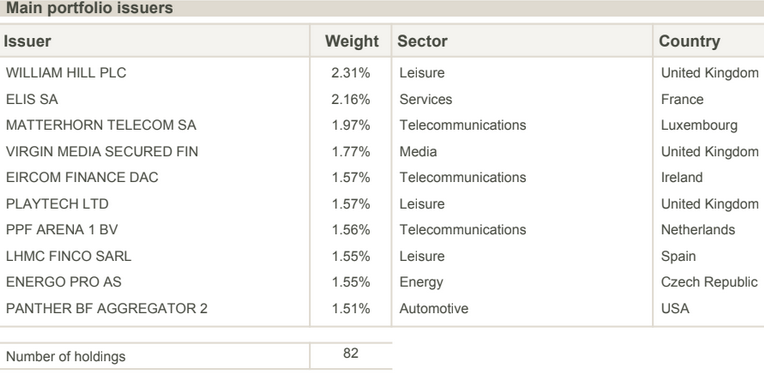 Main portfolio issuers
Issuer Weight Sector Country
WILLIAM HILL PLC 2.31% Leisure United Kingdom
ELIS SA 2.16% Services France
MATTERHORN TELECOM SA 1.97% Telecommunications Luxembourg
VIRGIN MEDIA SECURED FIN 1.77% Media United Kingdom
EIRCOM FINANCE DAC 1.57% Telecommunications Ireland
PLAYTECH LTD 1.57% Leisure United Kingdom
PPF ARENA 1 BV 1.56% Telecommunications Netherlands
LHMC FINCO SARL 1.55% Leisure Spain
ENERGO PRO AS 1.55% Energy Czech Republic
PANTHER BF AGGREGATOR 2 1.51% Automotive USA
Number of holdings 82